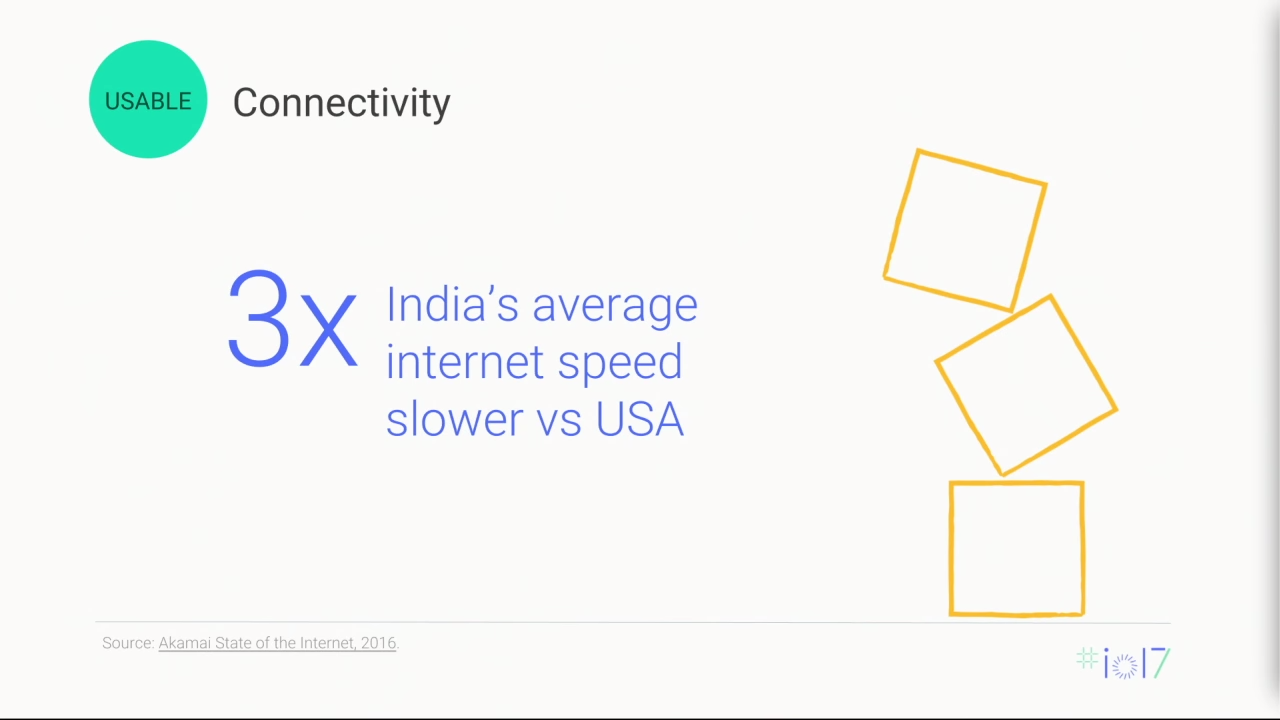 USABLE
Connectivity
3x
India’s average
internet speed
slower vs USA
Source: Akamai State of the Internet, 2016.
#io17